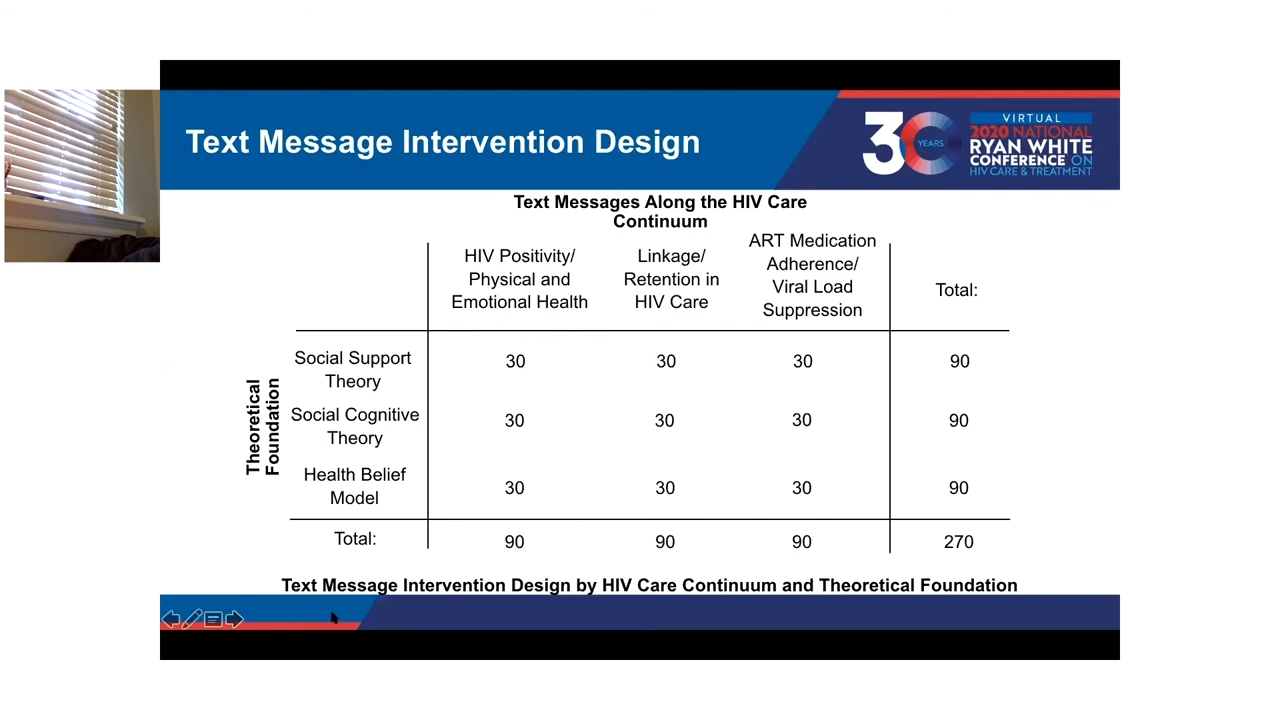 Text Message Intervention Design
30
YEARS
VIRTUAL
2020 NATIONAL
RYAN WHITE
CONFERENCE ON
HIV CARE & TREATMENT
Text Messages Along the HIV Care
Continuum
HIV Positivity/
Physical and
Emotional Health
Linkage/
Retention in
HIV Care
ART Medication
Adherence/
Viral Load
Suppression
Total:
Theoretical
Foundation
Social Support
Theory
30 30 30 90
Social Cognitive
Theory
30 30 30 90
Health Belief
Model
30 30 30 90
Total: 90 90 90 270
Text Message Intervention Design by HIV Care Continuum and Theoretical Foundation